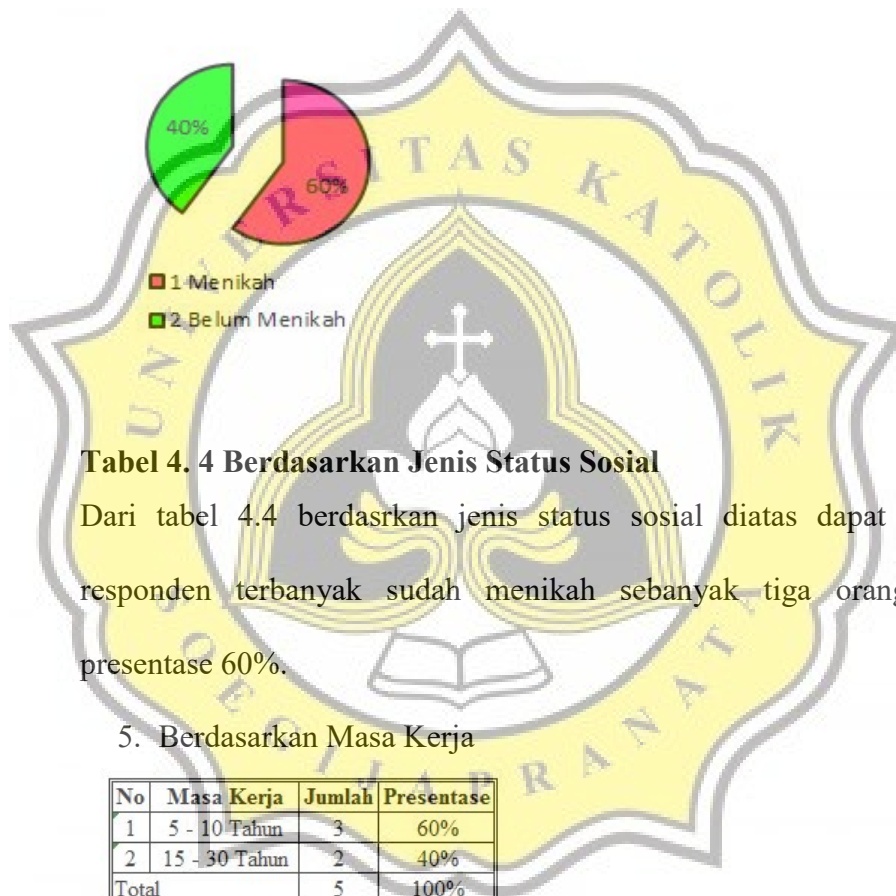 40%
60%
1 Menikah
2 Belum Menikah
UNIVERSITAS KATOLIK
SOEGIJAPRANATA
Tabel 4. 4 Berdasarkan Jenis Status Sosial
Dari tabel 4.4 berdasrkan jenis status sosial diatas dapat
responden terbanyak sudah menikah sebanyak tiga orang
presentase 60%.
5. Berdasarkan Masa Kerja
No Masa Kerja Jumlah Presentase
1 5 - 10 Tahun 3 60%
2 15 - 30 Tahun 2 40%
Total 5 100%